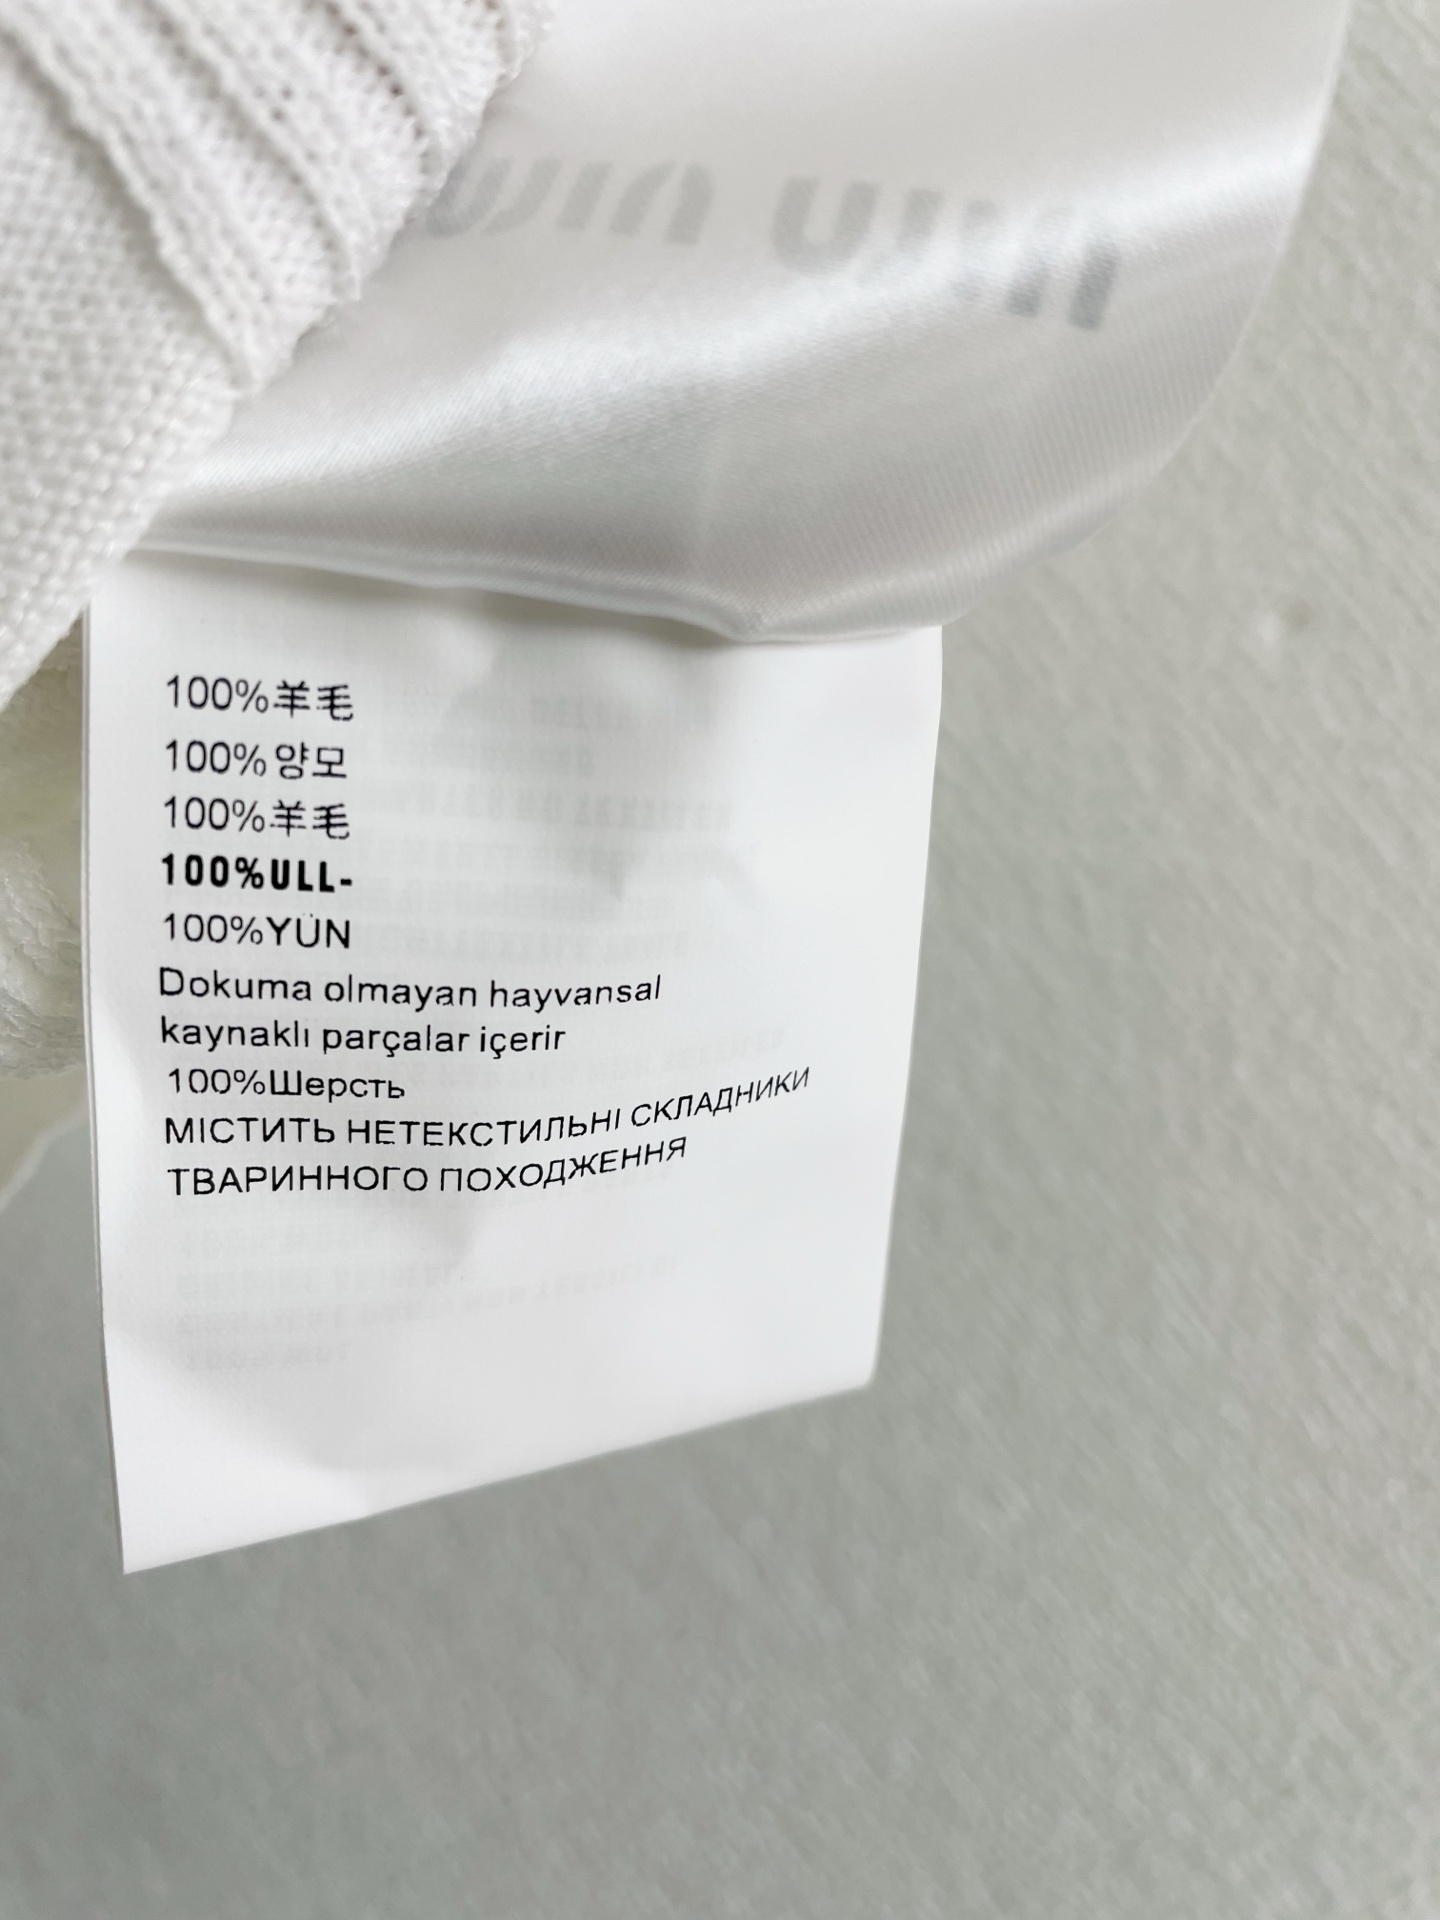 100%羊毛
100%양모
100%羊毛
100%ULL-
100%YÜN
Dokuma olmayan hayvansal
kaynaklı parçalar içerir
100%Шерсть
МІСТИТЬ НЕТЕКСТИЛЬНІ СКЛАДНИКИ
ТВАРИННОГО ПОХОДЖЕННЯ